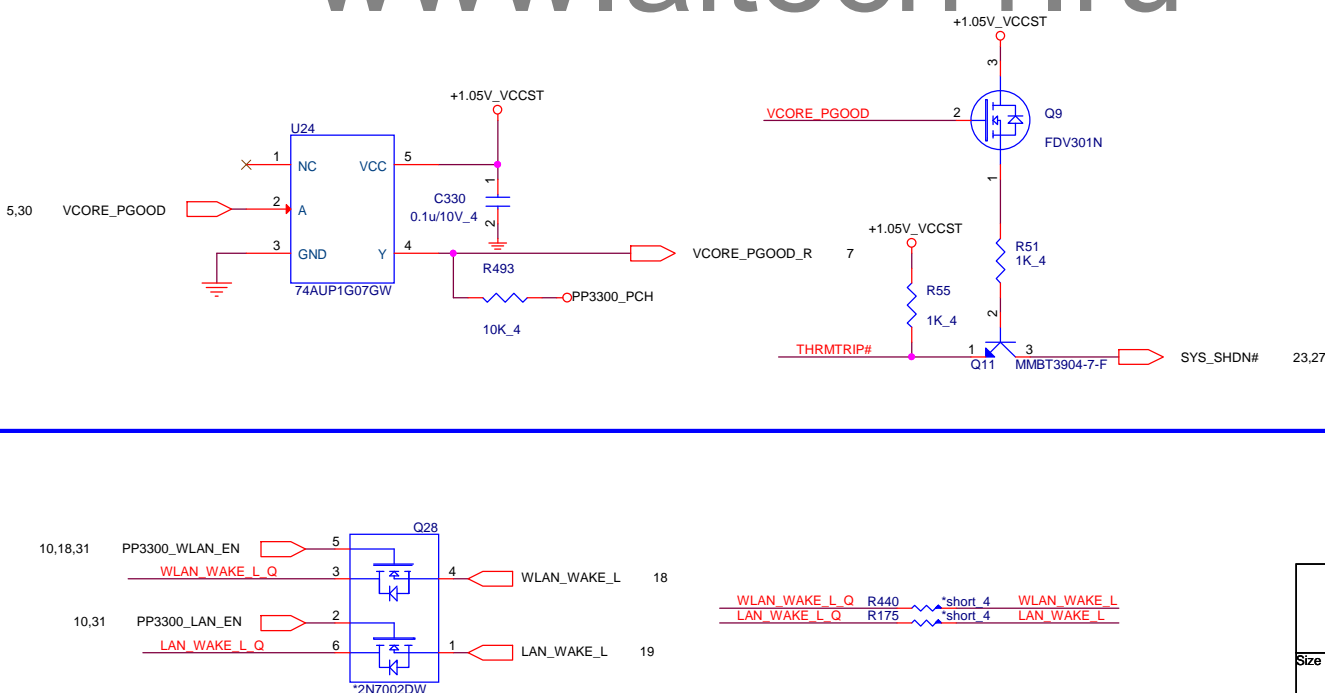 +1.05V_VCCST
3
VCORE_PGOOD
2
Q9
FDV301N
1
+1.05V_VCCST
U24
1
NC
VCC
5
5,30
VCORE_PGOOD
2
A
1
C330
0.1u/10V_4
2
3
GND
Y
4
VCORE_PGOOD_R
7
R493
PP3300_PCH
10K_4
74AUP1G07GW
+1.05V_VCCST
R51
1K_4
R55
1K_4
2
THRMTRIP#
1
3
Q11
MMBT3904-7-F
SYS_SHDN#
23,27
Q28
10,18,31
PP3300_WLAN_EN
5
WLAN_WAKE_L_Q
3
4
WLAN_WAKE_L
18
10,31
PP3300_LAN_EN
2
LAN_WAKE_L_Q
6
1
LAN_WAKE_L
19
*2N7002DW
WLAN_WAKE_L_Q
R440
*short_4
WLAN_WAKE_L
LAN_WAKE_L_Q
R175
*short_4
LAN_WAKE_L
Size